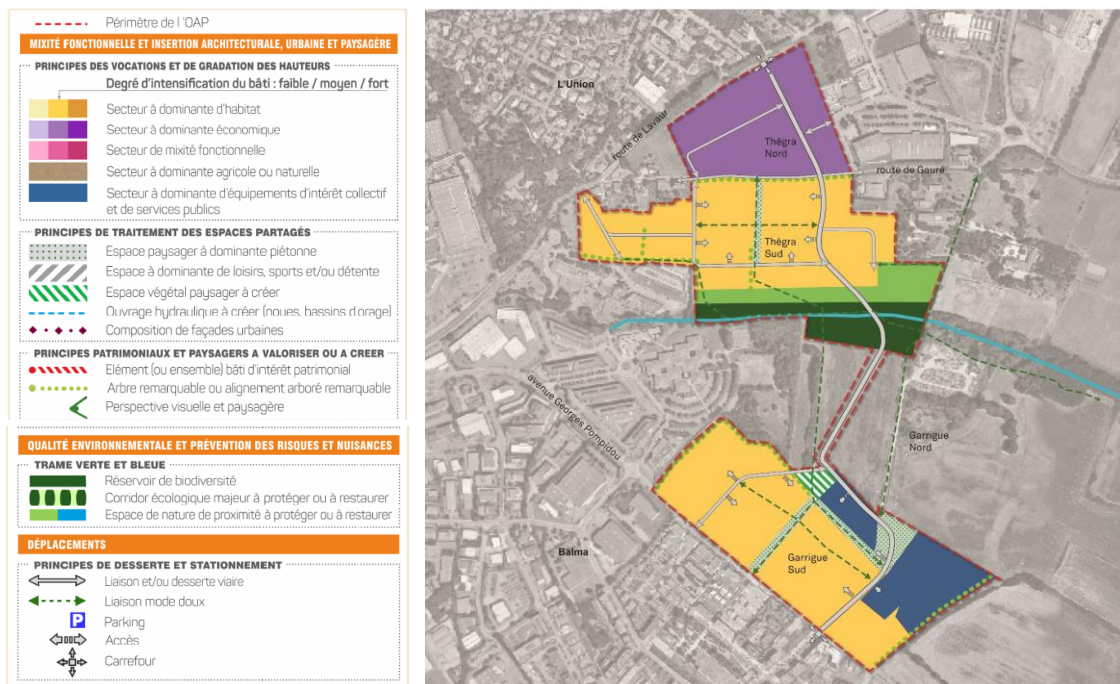 Périmètre de l 'OAP
MIXITÉ FONCTIONNELLE ET INSERTION ARCHITECTURALE, URBAINE ET PAYSAGÈRE
PRINCIPES DES VOCATIONS ET DE GRADATION DES HAUTEURS
Degré d'intensification du bâti : faible / moyen / fort
Secteur à dominante d'habitat
Secteur à dominante économique
Secteur de mixité fonctionnelle
Secteur à dominante agricole ou naturelle
Secteur à dominante d'équipements d'intérêt collectif
et de services publics
PRINCIPES DE TRAITEMENT DES ESPACES PARTAGÉS
Espace paysager à dominante piétonne
Espace à dominante de loisirs, sports et/ou détente
Espace végétal paysager à créer
Ouvrage hydraulique à créer (noues, bassins d'orage)
Composition de façades urbaines
PRINCIPES PATRIMONIAUX ET PAYSAGERS A VALORISER OU A CREER
Elément (ou ensemble) bâti d'intérêt patrimonial
Arbre remarquable ou alignement arboré remarquable
Perspective visuelle et paysagère
QUALITÉ ENVIRONNEMENTALE ET PRÉVENTION DES RISQUES ET NUISANCES
TRAME VERTE ET BLEUE
Réservoir de biodiversité
Corridor écologique majeur à protéger ou à restaurer
Espace de nature de proximité à protéger ou à restaurer
DÉPLACEMENTS
PRINCIPES DE DESSERTE ET STATIONNEMENT
Liaison et/ou desserte viaire
Liaison mode doux
P
Parking
Accès
Carrefour
L'Union
route de Lavaur
Thégra
Nord
route de Gauré
Thégra
Sud
avenue Georges Pompidou
Garrigue
Nord
Balma
Garrigue
Sud